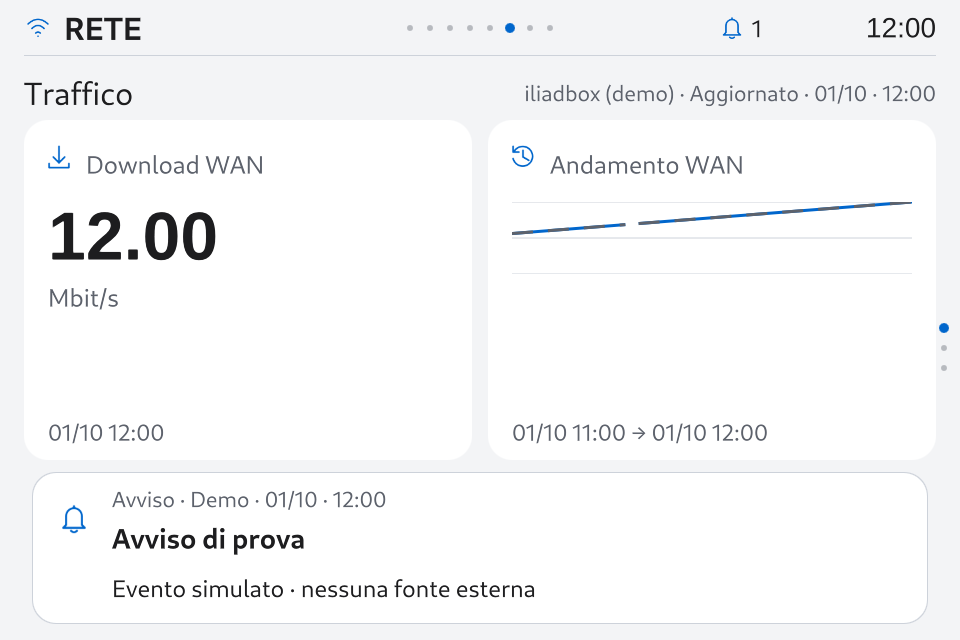 RETE
1
12:00
Traffico
iliadbox (demo) · Aggiornato · 01/10 · 12:00
Download WAN
12.00
Mbit/s
01/10 12:00
Andamento WAN
01/10 11:00 → 01/10 12:00
Avviso · Demo · 01/10 · 12:00
Avviso di prova
Evento simulato · nessuna fonte esterna